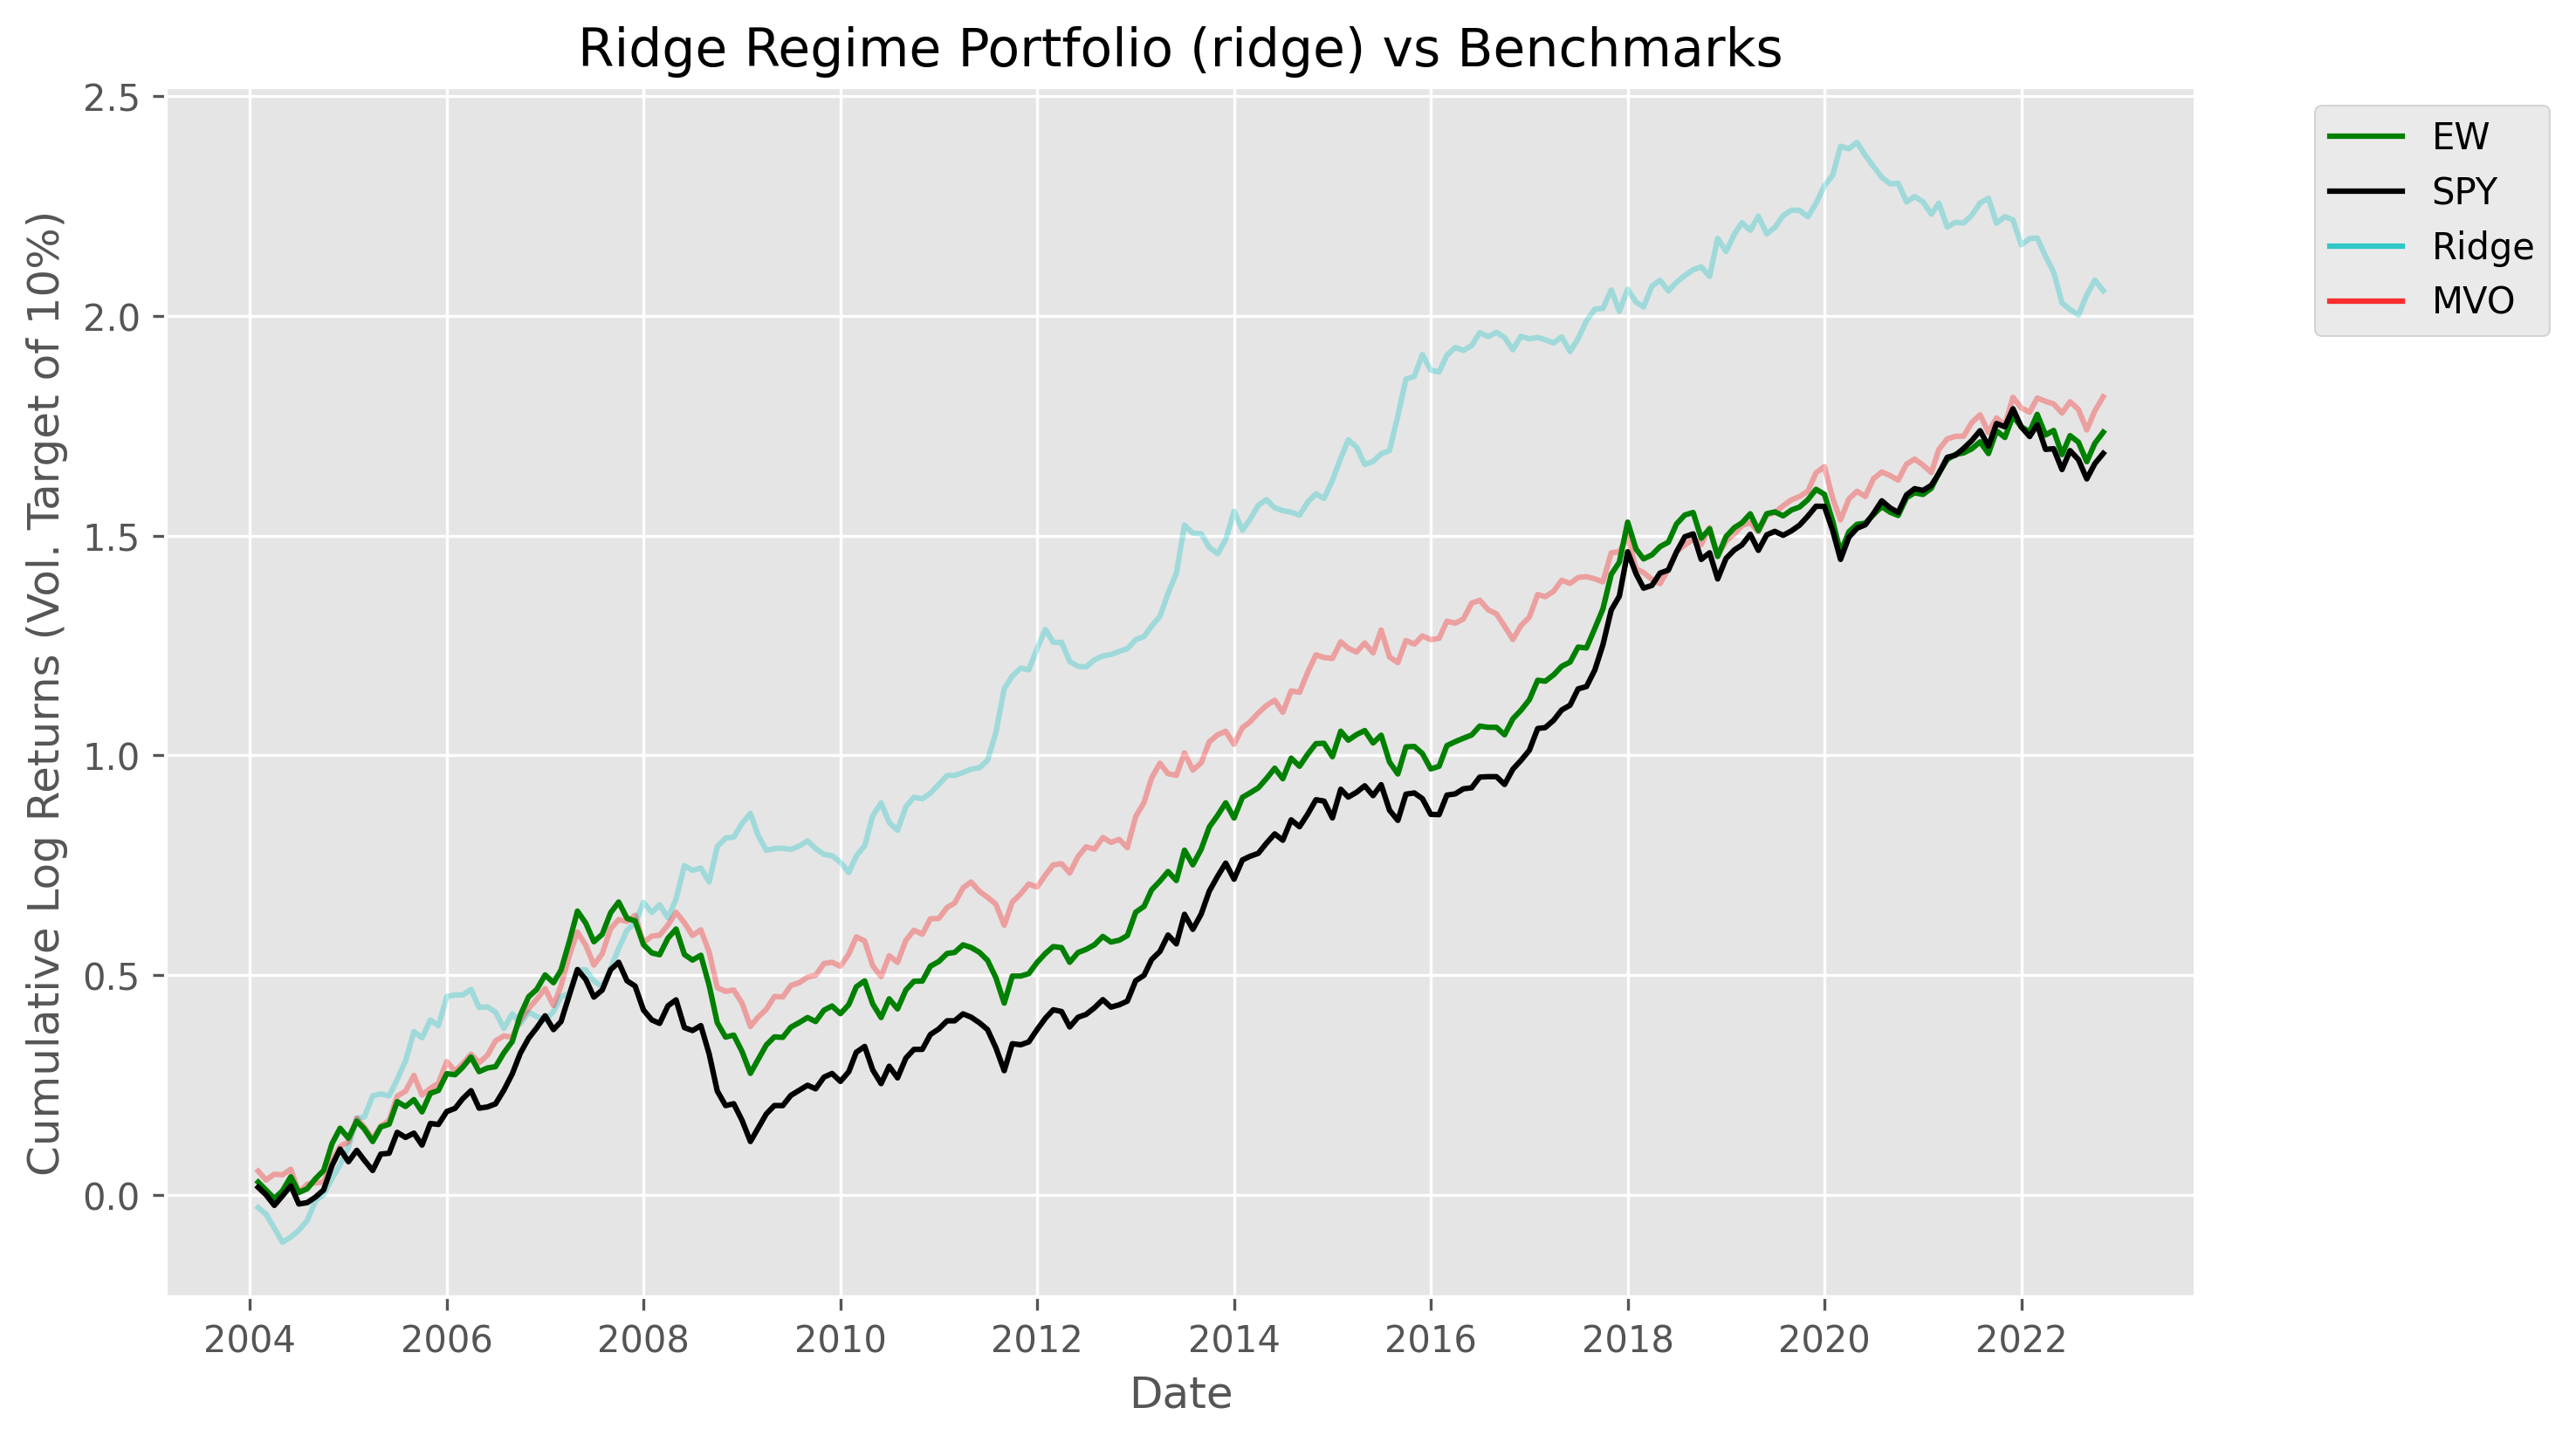 Ridge Regime Portfolio (ridge) vs Benchmarks
Cumulative Log Returns (Vol. Target of 10%)
2.5
2.0
1.5
1.0
0.5
0.0
2004 2006 2008 2010 2012 2014 2016 2018 2020 2022
Date
EW
SPY
Ridge
MVO